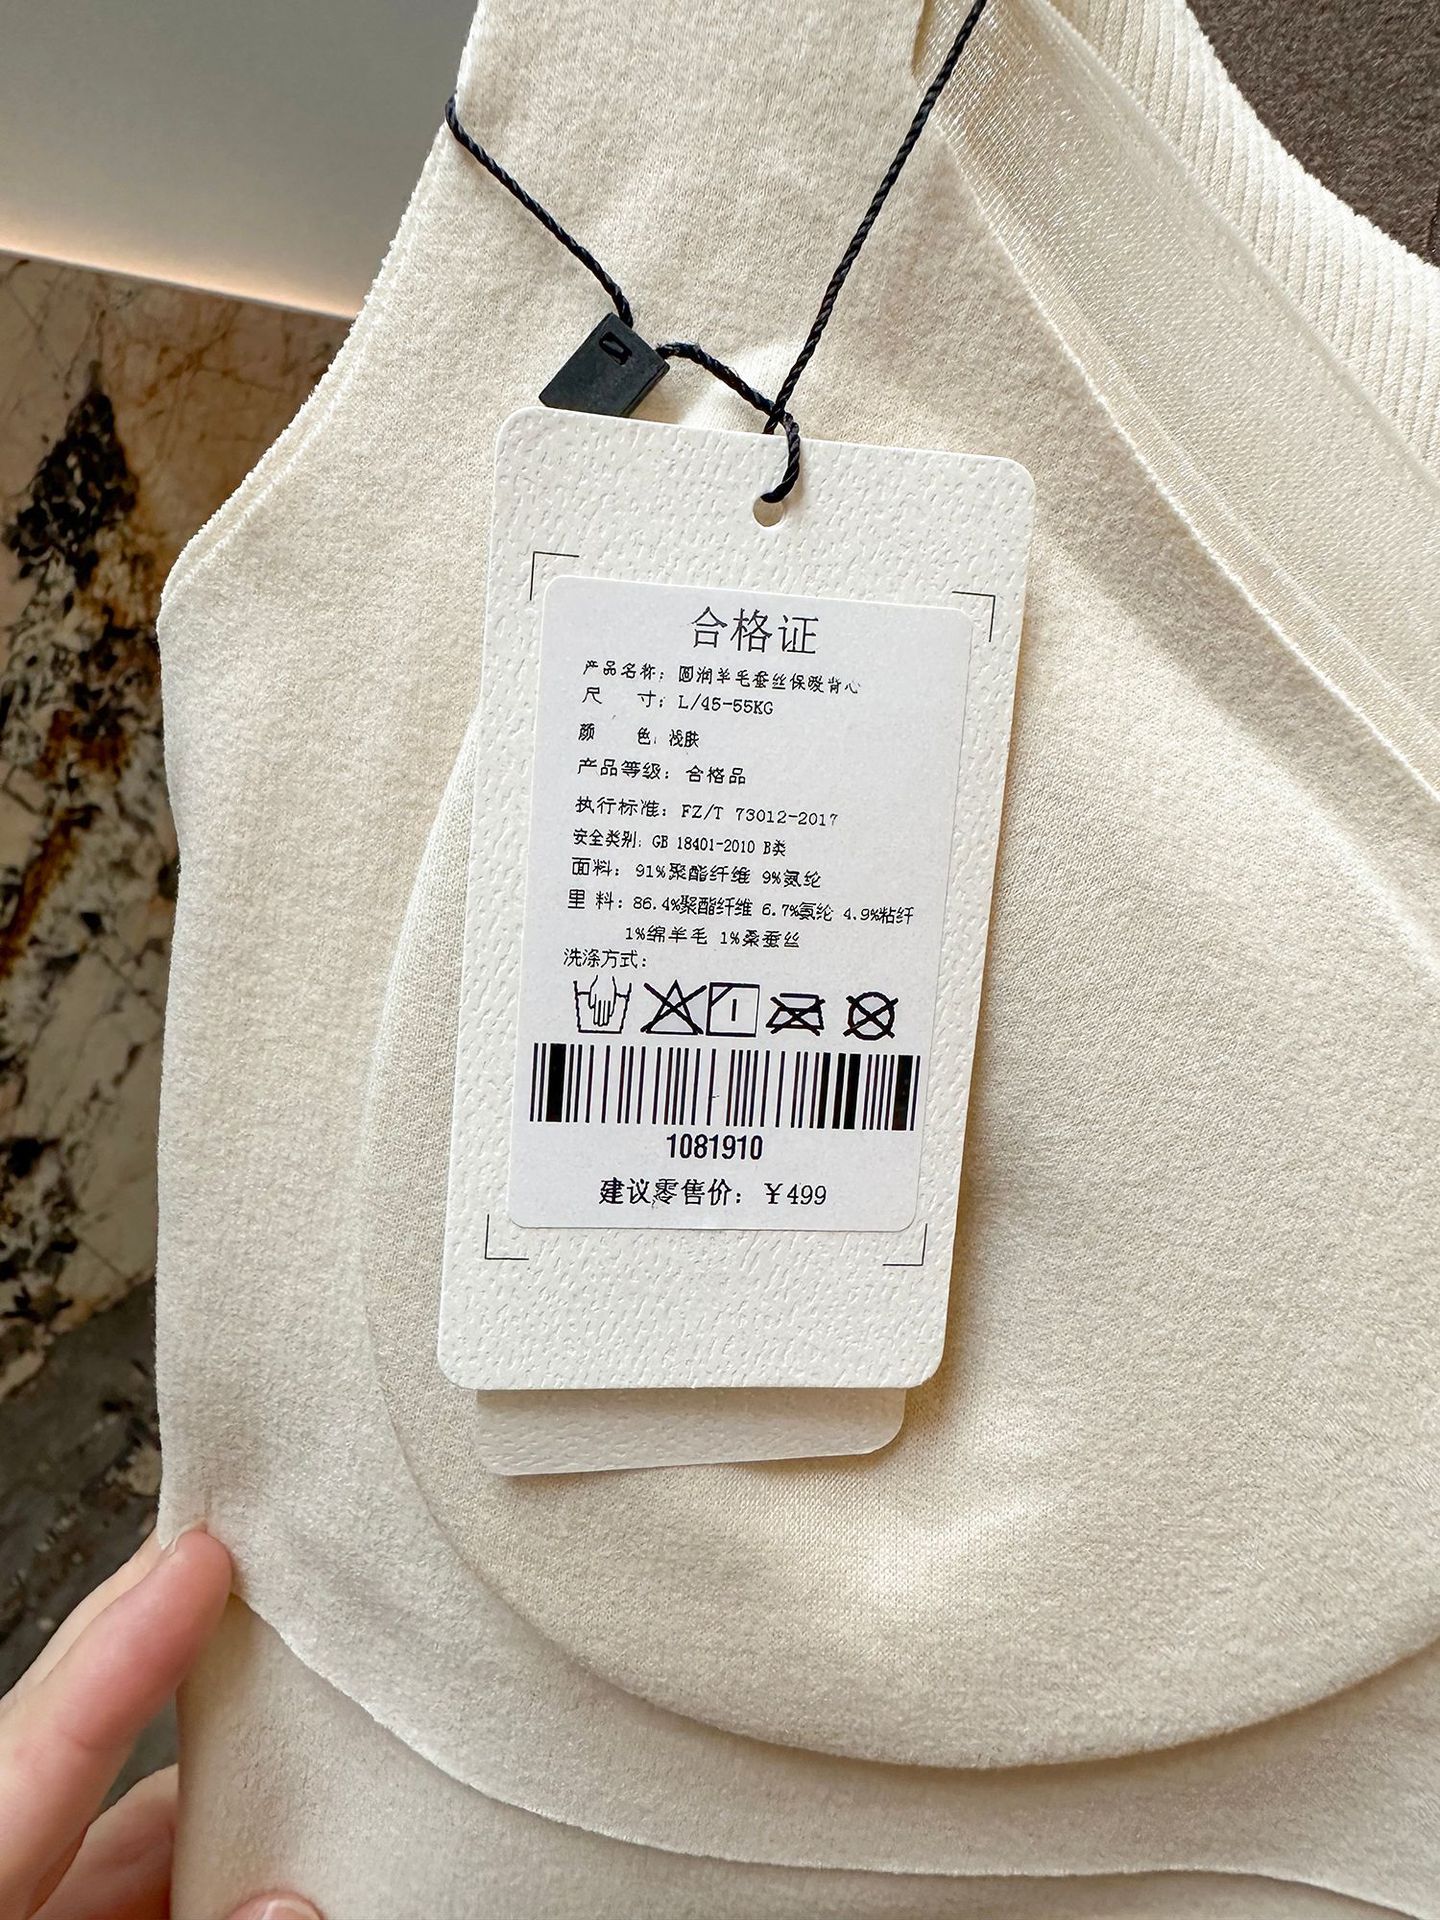 合格证
产品名称：圆润羊毛蚕丝保暖背心
尺 寸：L/45-55KG
颜 色：浅肤
产品等级：合格品
执行标准：FZ/T 73012-2017
安全类别：GB 18401-2010 B类
面料：91%聚酯纤维 9%氨纶
里 料：86.4%聚酯纤维 6.7%氨纶 4.9%粘纤
1%绵羊毛 1%桑蚕丝
洗涤方式：
1081910
建议零售价：￥499